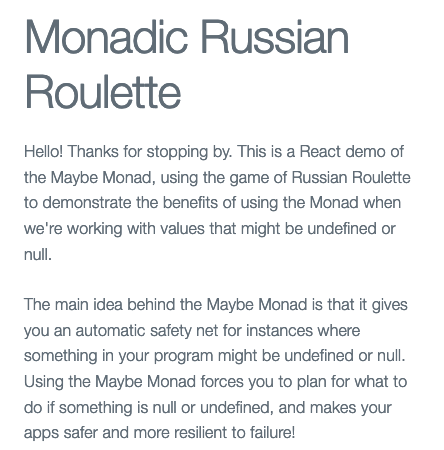 Monadic Russian
Roulette
Hello! Thanks for stopping by. This is a React demo of
the Maybe Monad, using the game of Russian Roulette
to demonstrate the benefits of using the Monad when
we're working with values that might be undefined or
null.
The main idea behind the Maybe Monad is that it gives
you an automatic safety net for instances where
something in your program might be undefined or null.
Using the Maybe Monad forces you to plan for what to
do if something is null or undefined, and makes your
apps safer and more resilient to failure!